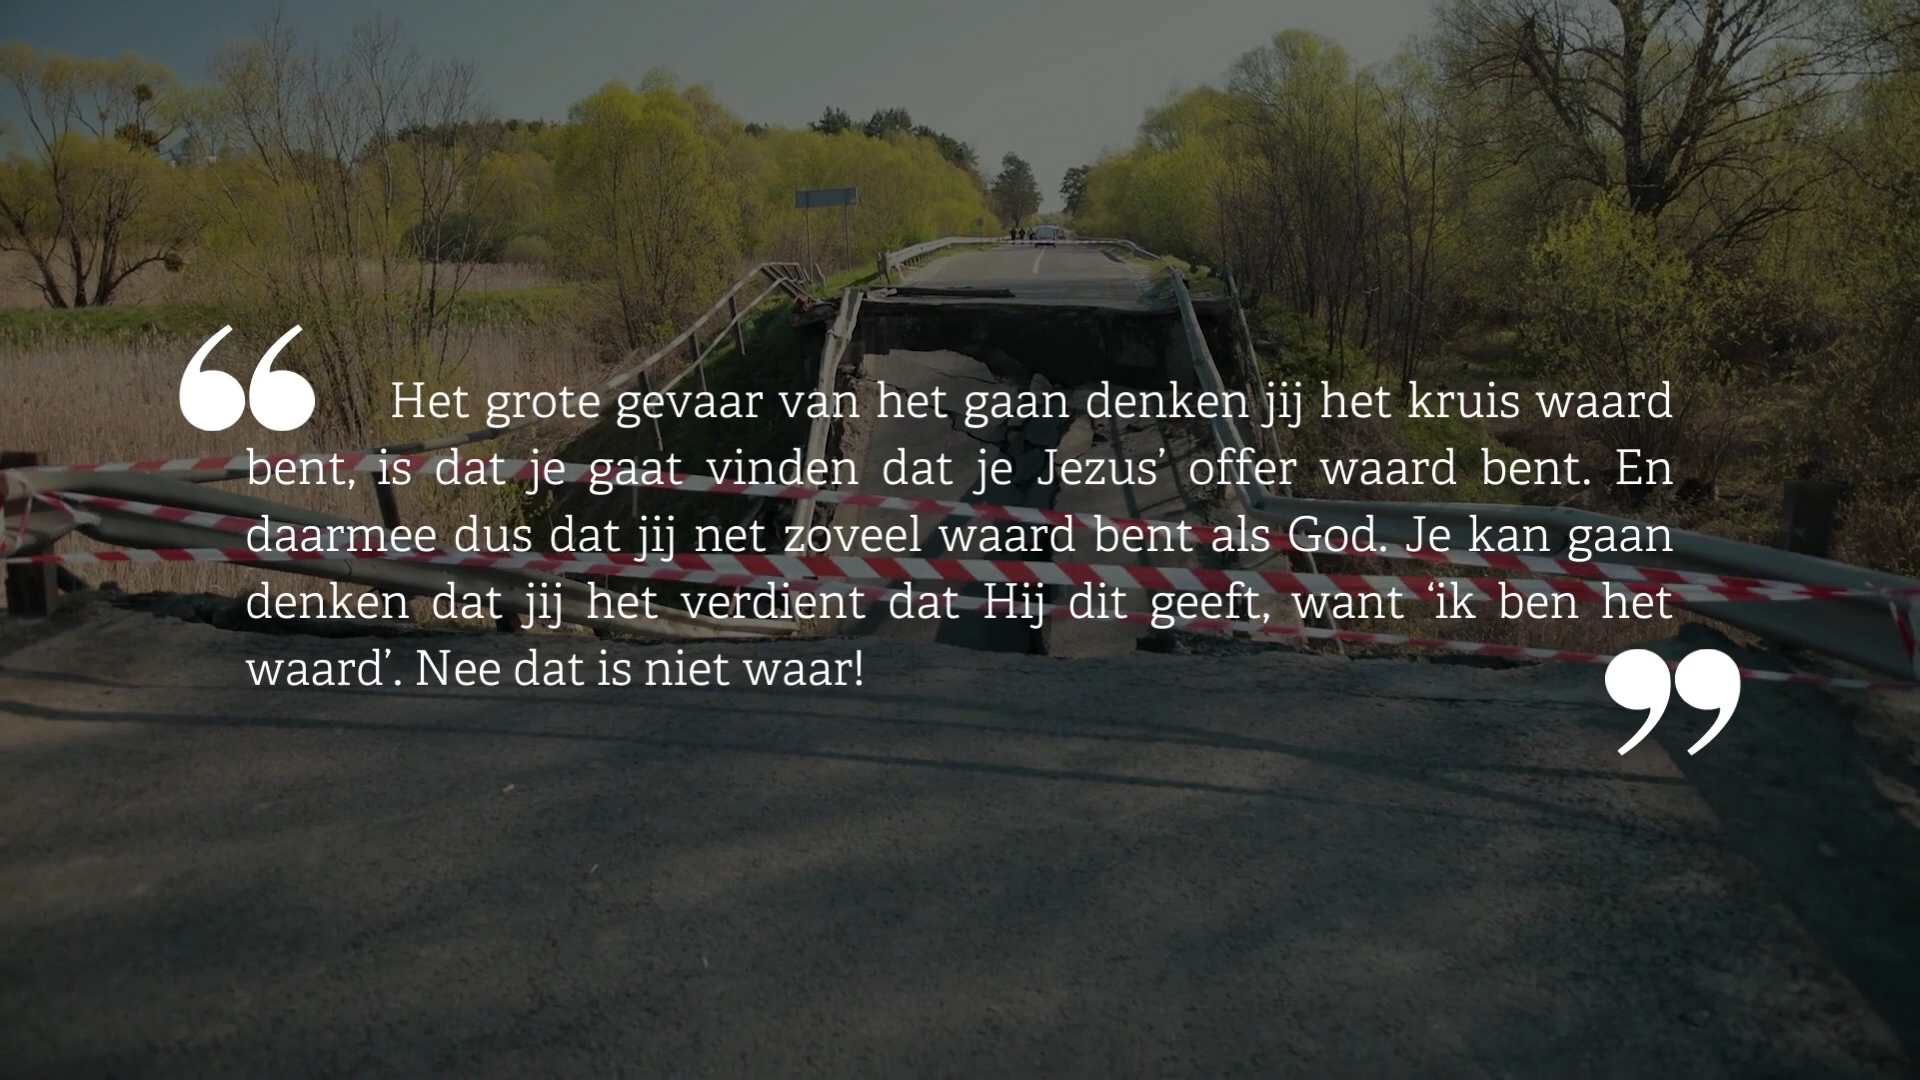 “ Het grote gevaar van het gaan denken jij het kruis waard
bent, is dat je gaat vinden dat je Jezus’ offer waard bent. En
daarmee dus dat jij net zoveel waard bent als God. Je kan gaan
denken dat jij het verdient dat Hij dit geeft, want ‘ik ben het
waard’. Nee dat is niet waar! ”